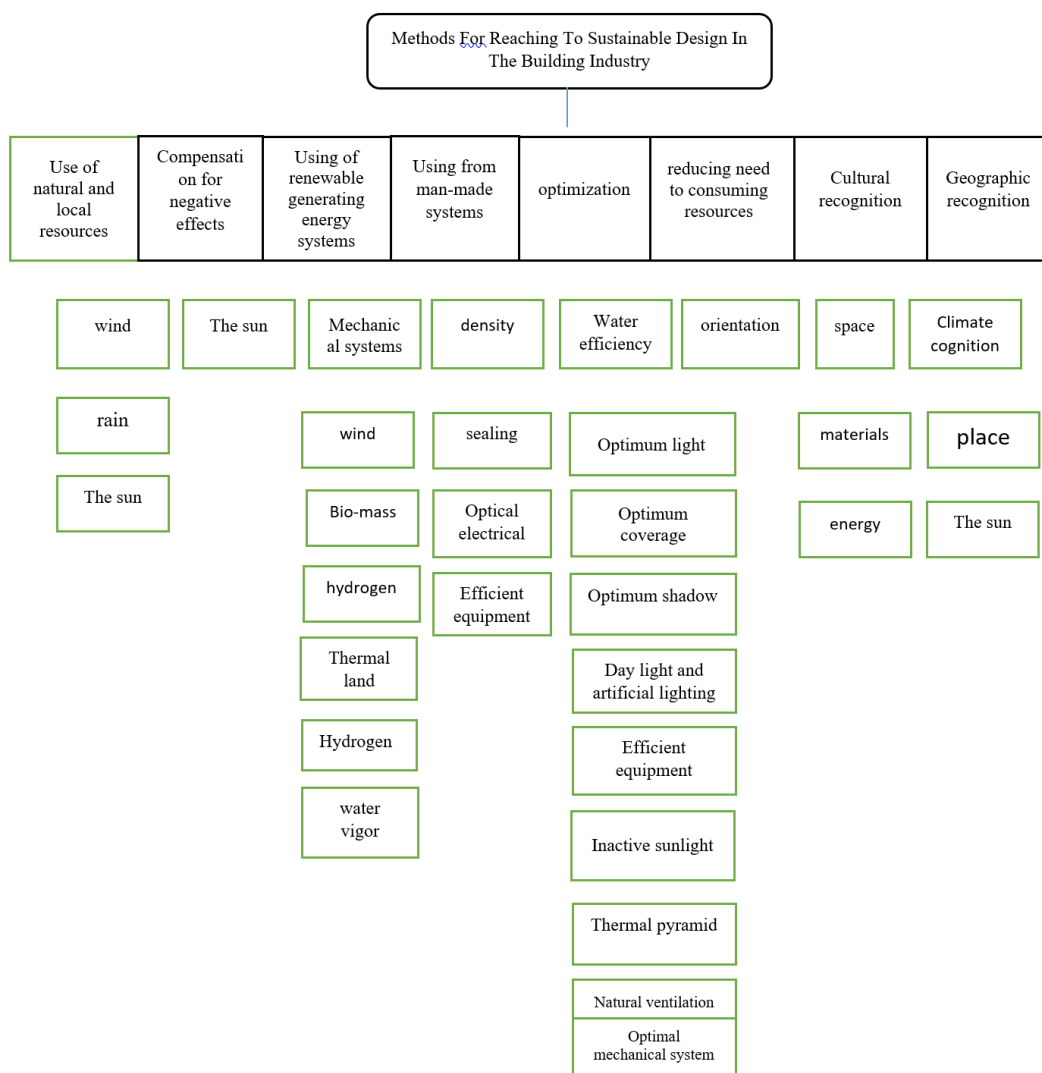 Methods For Reaching To Sustainable Design In
The Building Industry
Use of
natural and
local
resources
Compensati
on for
negative
effects
Using of
renewable
generating
energy
systems
Using from
man-made
systems
optimization
reducing need
to consuming
resources
Cultural
recognition
Geographic
recognition
wind
The sun
Mechanic
al systems
density
Water
efficiency
orientation
space
Climate
cognition
rain
wind
sealing
Optimum light
materials
place
The sun
Bio-mass
Optical
electrical
Optimum
coverage
energy
The sun
hydrogen
Efficient
equipment
Optimum shadow
Thermal
land
Day light and
artificial lighting
Hydrogen
Efficient
equipment
water
vigor
Inactive sunlight
Thermal pyramid
Natural ventilation
Optimal
mechanical system